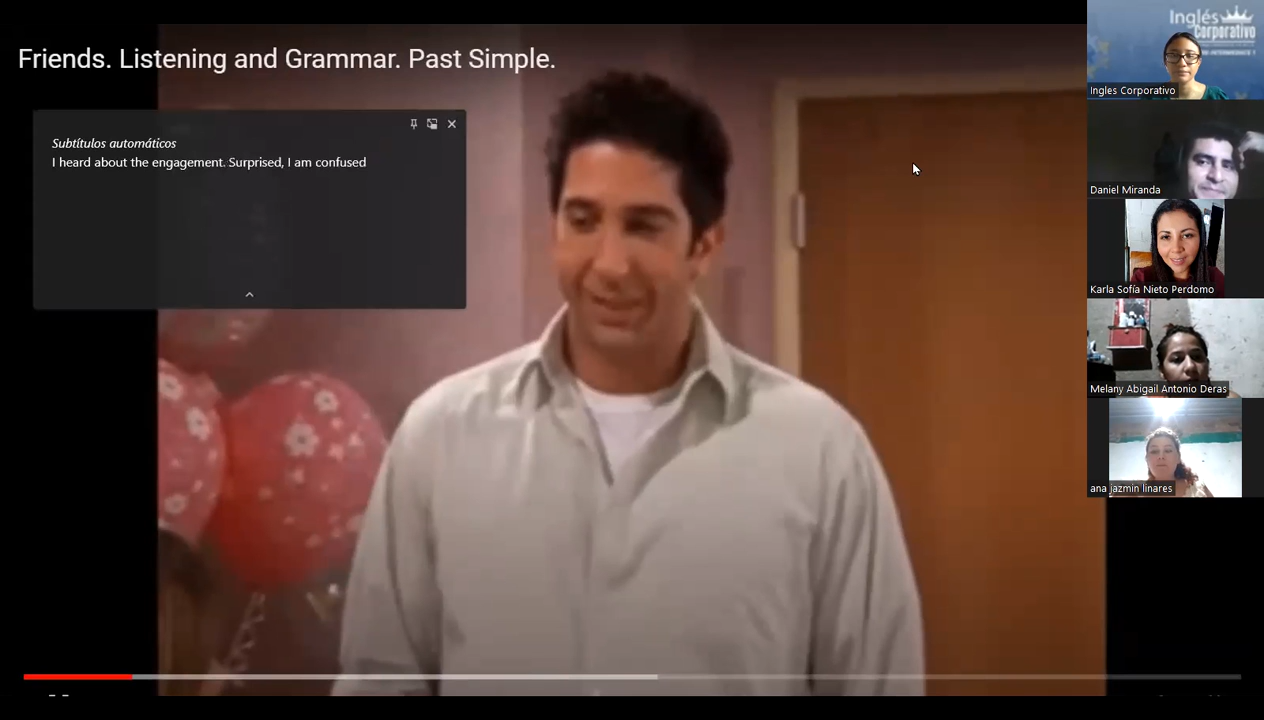 Friends. Listening and Grammar. Past Simple.
Subtítulos automáticos
I heard about the engagement. Surprised, I am confused
Inglés
Corporativo
Ingles Corporativo
Daniel Miranda
Karla Sofía Nieto Perdomo
Melany Abigail Antonio Deras
ana jazmin linares